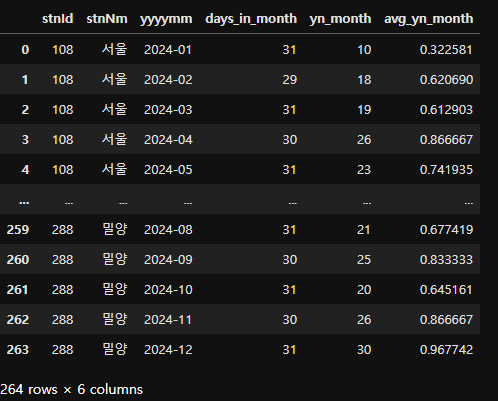 stnId stnNm yyyymm days_in_month yn_month avg_yn_month
0 108 서울 2024-01 31 10 0.322581
1 108 서울 2024-02 29 18 0.620690
2 108 서울 2024-03 31 19 0.612903
3 108 서울 2024-04 30 26 0.866667
4 108 서울 2024-05 31 23 0.741935
... ... ... ... ... ... ...
259 288 밀양 2024-08 31 21 0.677419
260 288 밀양 2024-09 30 25 0.833333
261 288 밀양 2024-10 31 20 0.645161
262 288 밀양 2024-11 30 26 0.866667
263 288 밀양 2024-12 31 30 0.967742
264 rows × 6 columns